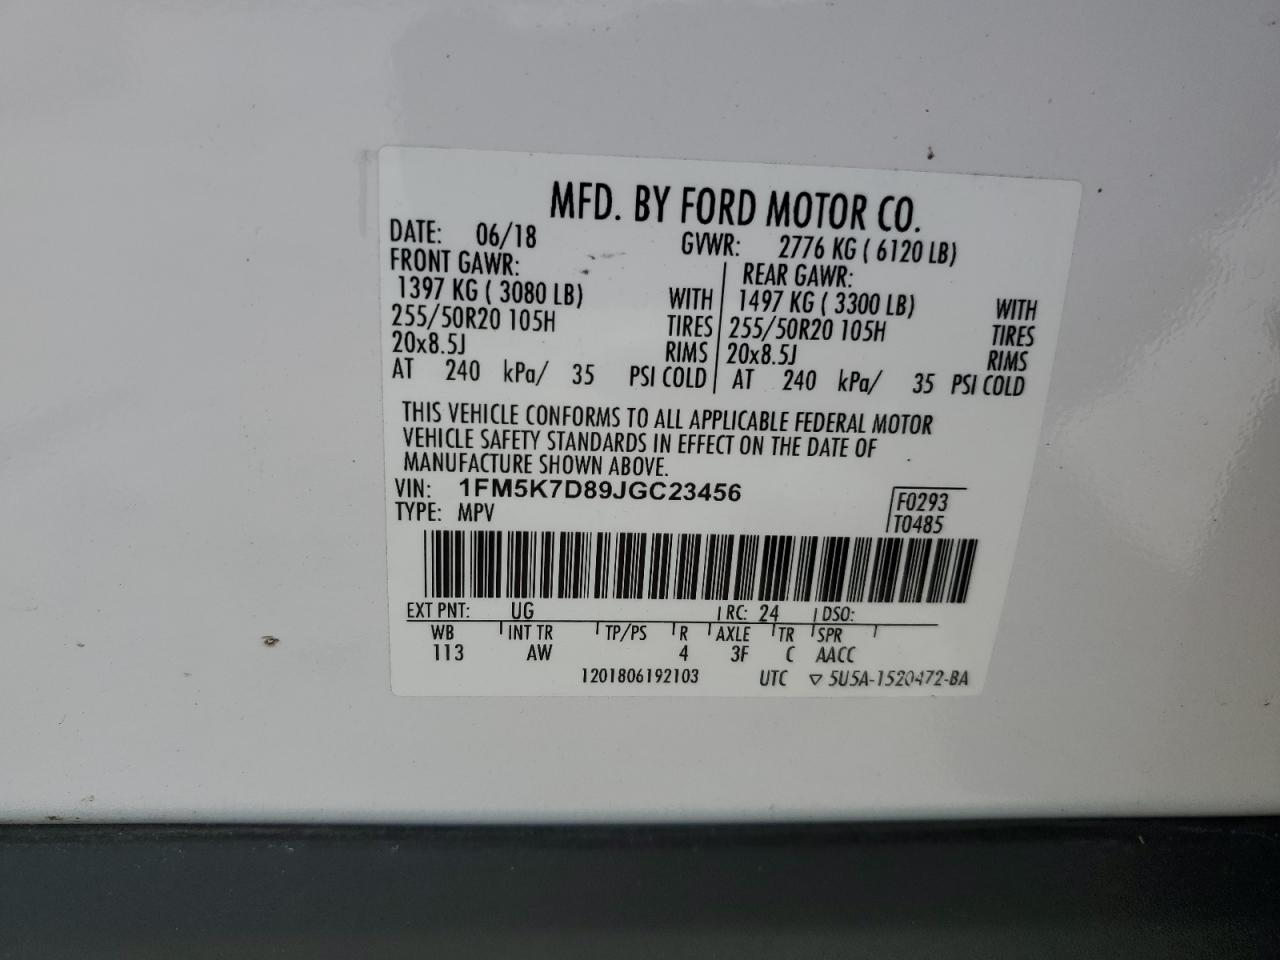 MFD. BY FORD MOTOR CO.
DATE: 06/18 GVWR: 2776 KG ( 6120 LB)
FRONT GAWR: REAR GAWR:
1397 KG ( 3080 LB) WITH 1497 KG ( 3300 LB) WITH
255/50R20 105H TIRES 255/50R20 105H TIRES
20x8.5J RIMS 20x8.5J RIMS
AT 240 kPa/ 35 PSI COLD AT 240 kPa/ 35 PSI COLD
THIS VEHICLE CONFORMS TO ALL APPLICABLE FEDERAL MOTOR
VEHICLE SAFETY STANDARDS IN EFFECT ON THE DATE OF
MANUFACTURE SHOWN ABOVE.
VIN: 1FM5K7D89JGC23456 F0293
TYPE: MPV T0485
EXT PNT: UG RC: 24 DSO:
WB INT TR TP/PS R AXLE TR SPR
113 AW 4 3F C AACC
1201806192103 UTC ▽ 5U5A-1520472-BA